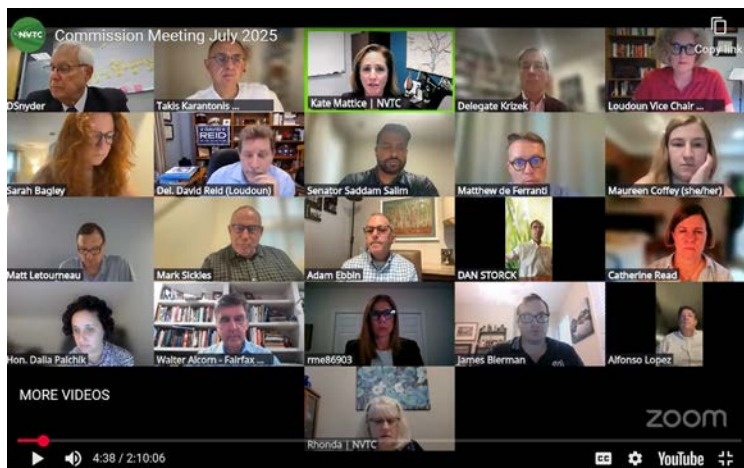 NVTC
Commission Meeting July 2025
Copy link
DSnyder
Takis Karantonis ...
Kate Mattice | NVTC
Delegate Krizek
Loudoun Vice Chair ...
DAVID
REID
Sarah Bagley
Del. David Reid (Loudoun)
Senator Saddam Salim
Matthew de Ferranti
Maureen Coffey (she/her)
Matt Letourneau
Mark Sickles
Adam Ebbin
DAN STORCK
Catherine Read
Hon. Dalia Palchik
Walter Alcorn - Fairfax ...
rme86903
James Bierman
Alfonso Lopez
MORE VIDEOS
zoom
Rhonda | NVTC
4:38 / 2:10:06
CC
YouTube